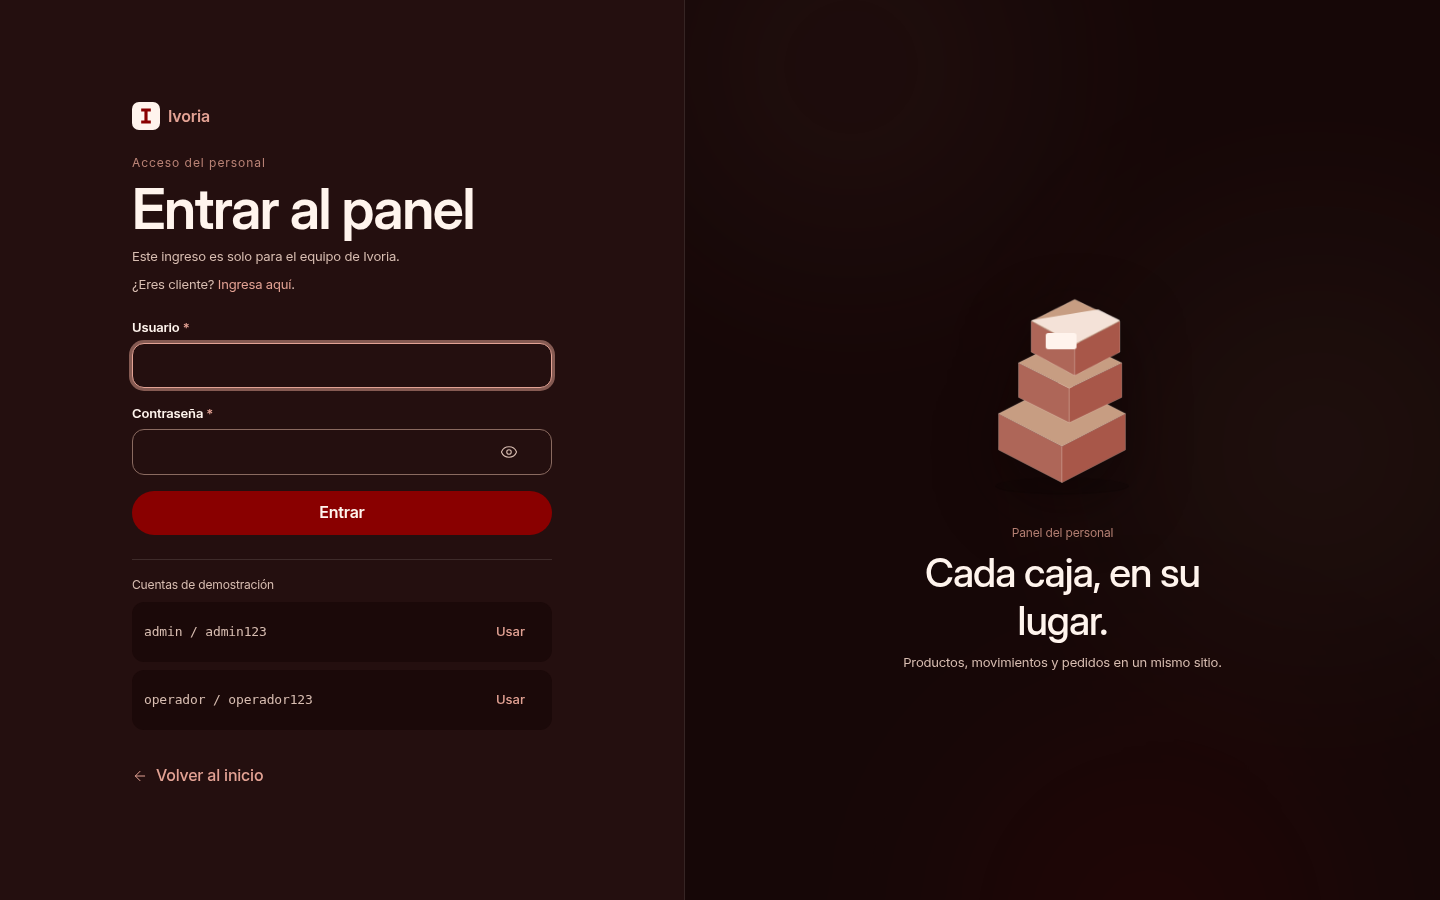 I Ivoria
Acceso del personal
Entrar al panel
Este ingreso es solo para el equipo de Ivoria.
¿Eres cliente? Ingresa aquí.
Usuario *
Contraseña *
Entrar
Cuentas de demostración
admin / admin123 Usar
operador / operador123 Usar
← Volver al inicio
Panel del personal
Cada caja, en su
lugar.
Productos, movimientos y pedidos en un mismo sitio.